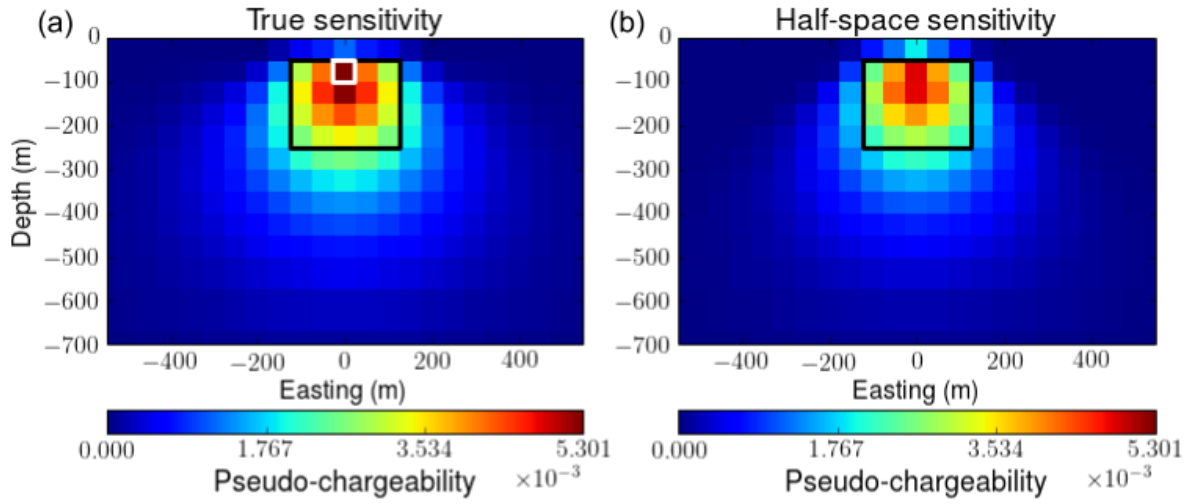 (a) True sensitivity
(b) Half-space sensitivity
Depth (m)
0
−100
−200
−300
−400
−500
−600
−700
−400 −200 0 200 400
Easting (m)
0.000 1.767 3.534 5.301
Pseudo-chargeability ×10−3
0
−100
−200
−300
−400
−500
−600
−700
−400 −200 0 200 400
Easting (m)
0.000 1.767 3.534 5.301
Pseudo-chargeability ×10−3